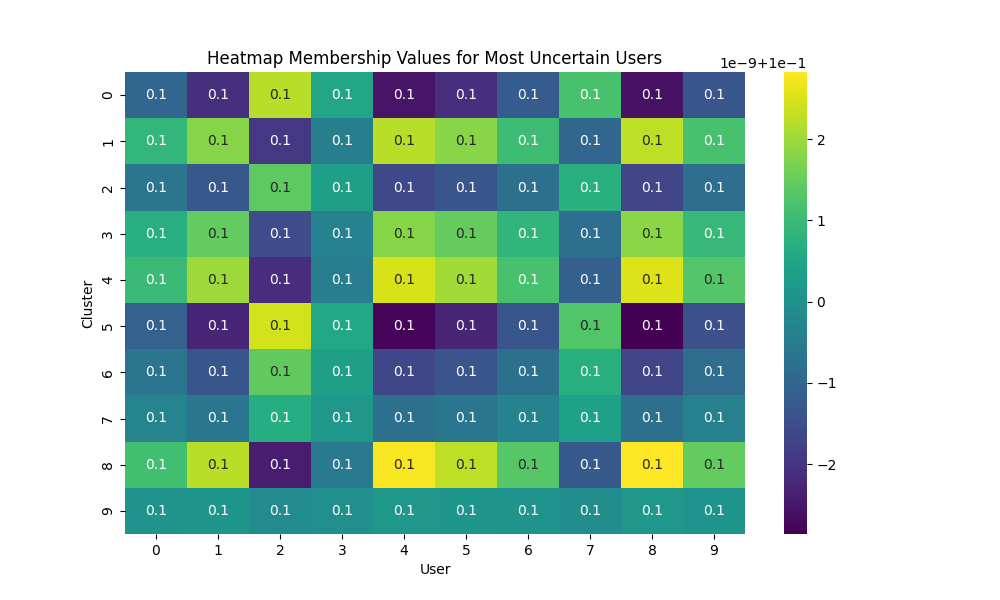 Heatmap Membership Values for Most Uncertain Users
1e−9+1e−1
0 0.1 0.1 0.1 0.1 0.1 0.1 0.1 0.1 0.1 0.1
1 0.1 0.1 0.1 0.1 0.1 0.1 0.1 0.1 0.1 0.1
2 0.1 0.1 0.1 0.1 0.1 0.1 0.1 0.1 0.1 0.1
3 0.1 0.1 0.1 0.1 0.1 0.1 0.1 0.1 0.1 0.1
4 0.1 0.1 0.1 0.1 0.1 0.1 0.1 0.1 0.1 0.1
5 0.1 0.1 0.1 0.1 0.1 0.1 0.1 0.1 0.1 0.1
6 0.1 0.1 0.1 0.1 0.1 0.1 0.1 0.1 0.1 0.1
7 0.1 0.1 0.1 0.1 0.1 0.1 0.1 0.1 0.1 0.1
8 0.1 0.1 0.1 0.1 0.1 0.1 0.1 0.1 0.1 0.1
9 0.1 0.1 0.1 0.1 0.1 0.1 0.1 0.1 0.1 0.1
Cluster
0 1 2 3 4 5 6 7 8 9
User
2
1
0
−1
−2